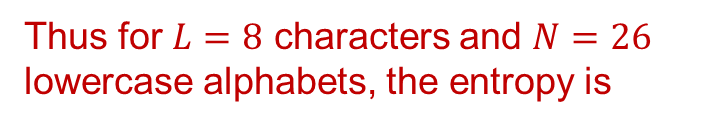 Thus for L = 8 characters and N = 26
lowercase alphabets, the entropy is